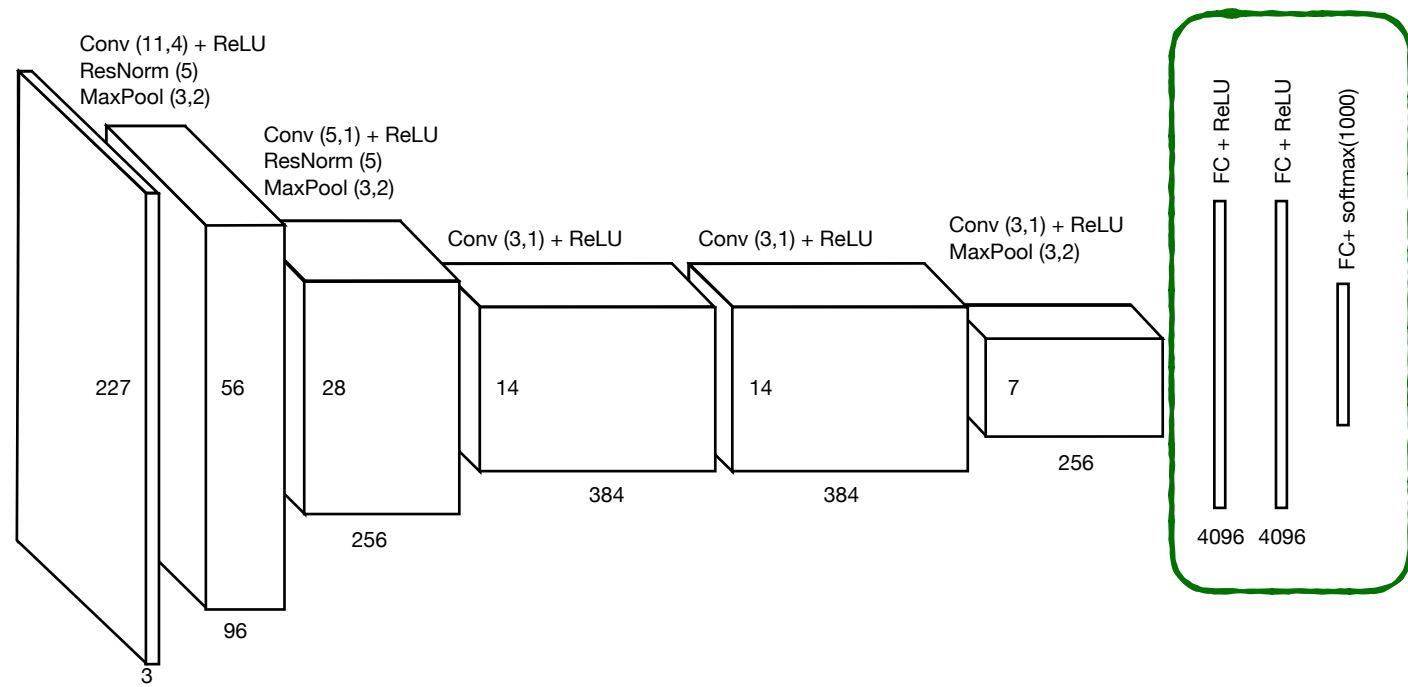 Conv (11,4) + ReLU
ResNorm (5)
MaxPool (3,2)
Conv (5,1) + ReLU
ResNorm (5)
MaxPool (3,2)
Conv (3,1) + ReLU
Conv (3,1) + ReLU
Conv (3,1) + ReLU
MaxPool (3,2)
FC + ReLU
FC + ReLU
FC+ softmax(1000)
227
56
28
14
14
7
3
96
256
384
384
256
4096
4096